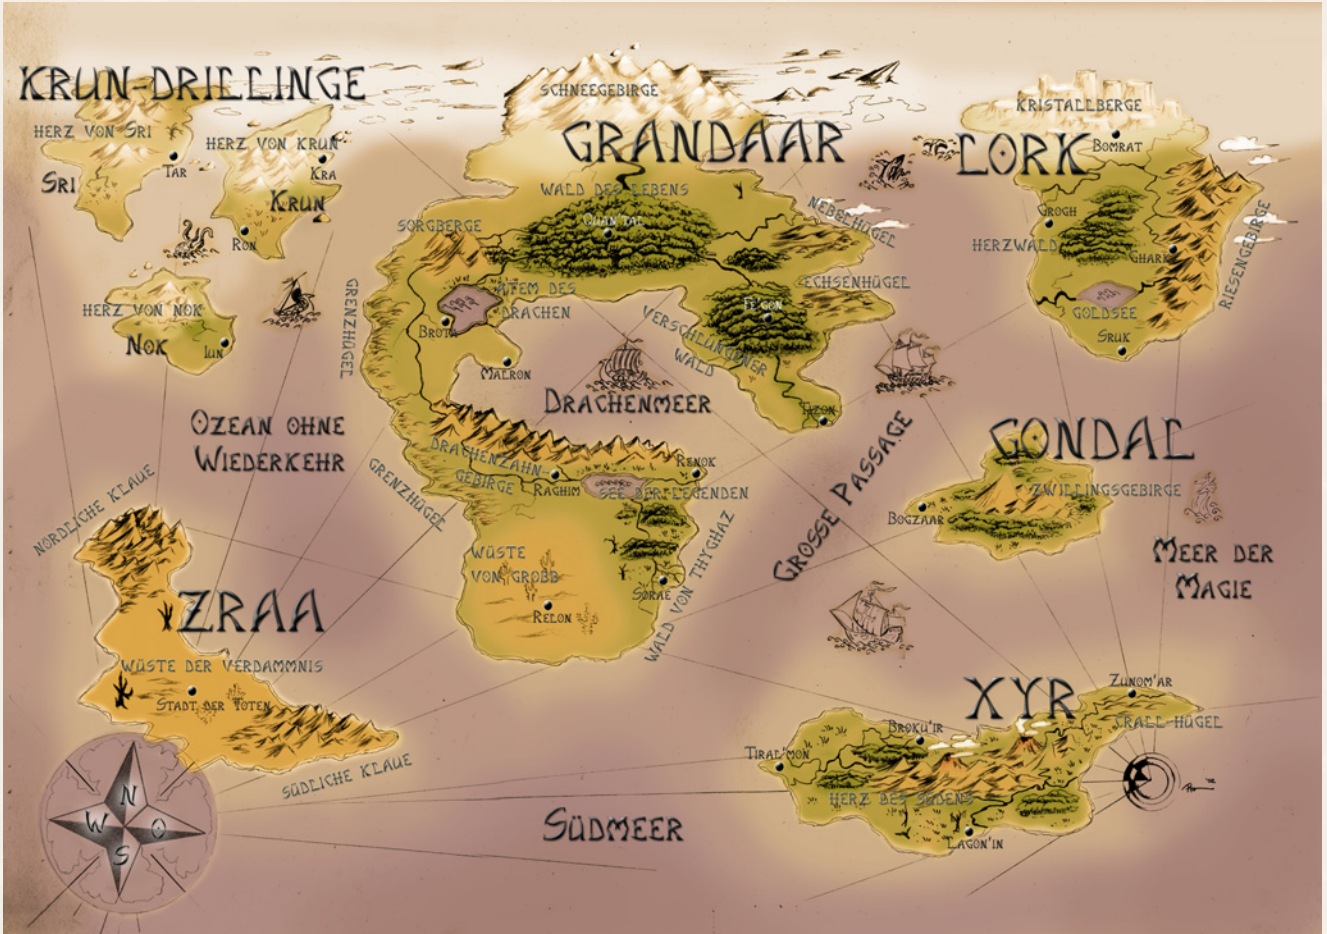 KRUN-DRILLINGE
HERZ VON SRI
TAR
SRI
HERZ VON KRUN
KRA
KRUN
RON
HERZ VON NOK
NOK
IUN
SCHNEEGEBIRGE
GRANDAAR
WALD DES LEBENS
QUAN'TAL
SORGBERGE
NEBELHÜGEL
ECHSENHÜGEL
ATEM DES
DRACHEN
FE'GON
VERSCHLUNGENER
WALD
MALRON
TIZON
GRENZHÜGEL
DRACHENMEER
KRISTALLBERGE
LORK
BOMRAT
GROGH
HERZWALD
GHARK
RIESENGEBIRGE
GOLDSEE
SRUK
OZEAN OHNE
WIEDERKEHR
DRACHENZAHN
GEBIRGE
RAGHIM
RENOK
SEE DER LEGENDEN
GRENZHÜGEL
WÜSTE
VON GROBB
RELON
SORAE
WALD VON THYGHAZ
GROSSE PASSAGE
GONDAL
ZWILLINGSGEBIRGE
BOGZAAR
MEER DER
MAGIE
NÖRDLICHE KLAUE
ZRAA
WÜSTE DER VERDAMMNIS
STADT DER TOTEN
SÜDLICHE KLAUE
XYR
ZUNOM'AR
CRALL-HÜGEL
BROKU'IR
TIRAL'MON
HERZ DES SÜDENS
LAGON'IN
SÜDMEER
N
W O
S